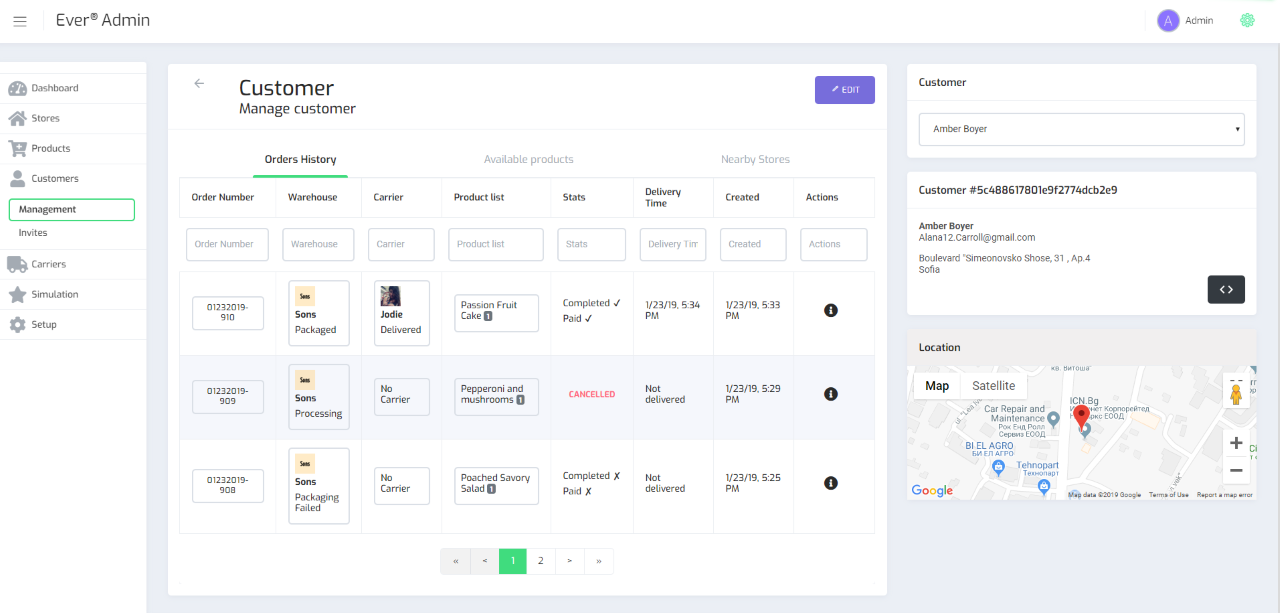 Ever® Admin
A Admin
Dashboard
Stores
Products
Customers
Management
Invites
Carriers
Simulation
Setup
Customer
Manage customer
EDIT
Orders History
Available products
Nearby Stores
Order Number
Warehouse
Carrier
Product list
Stats
Delivery
Time
Created
Actions
Order Number
Warehouse
Carrier
Product list
Stats
Delivery Tim
Created
Actions
01232019-
910
Sons
Sons
Packaged
Jodie
Delivered
Passion Fruit
Cake 1
Completed ✓
Paid ✓
1/23/19, 5:34
PM
1/23/19, 5:33
PM
01232019-
909
Sons
Sons
Processing
No
Carrier
Pepperoni and
mushrooms 1
CANCELLED
Not
delivered
1/23/19, 5:29
PM
01232019-
908
Sons
Sons
Packaging
Failed
No
Carrier
Poached Savory
Salad 1
Completed ✗
Paid ✗
Not
delivered
1/23/19, 5:25
PM
« < 1 2 > »
Customer
Amber Boyer
Customer #5c488617801e9f2774dcb2e9
Amber Boyer
Alana12.Carroll@gmail.com
Boulevard "Simeonovsko Shose, 31 , Ap.4
Sofia
<>
Location
Map
Satellite
кв. Витоша
ICN.Bg
Car Repair and
Maintenance
Рок Енд Ролл
Сервиз ЕООД
BI EL AGRO
БИ ЕЛ АГРО
Tehnopart
Технопарт
Google
Map data ©2019 Google
Terms of Use
Report a map error